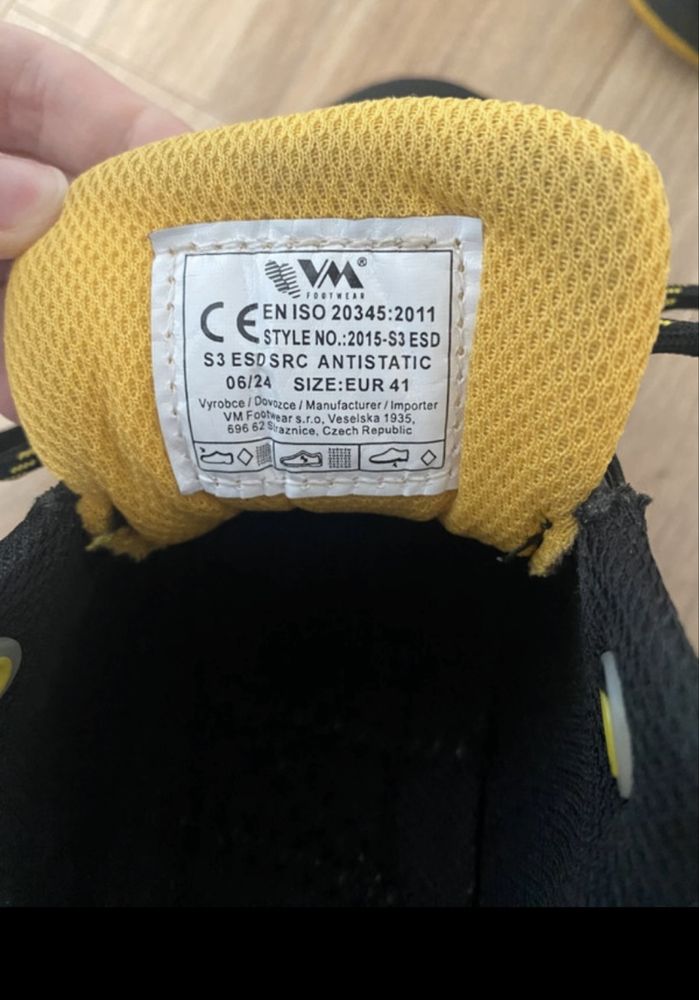 VM®
FOOTWEAR
CE EN ISO 20345:2011
STYLE NO.:2015-S3 ESD
S3 ESD SRC ANTISTATIC
06/24 SIZE:EUR 41
Vyrobce / Dovozce / Manufacturer / Importer
VM Footwear s.r.o, Veselska 1935,
696 62 Straznice, Czech Republic